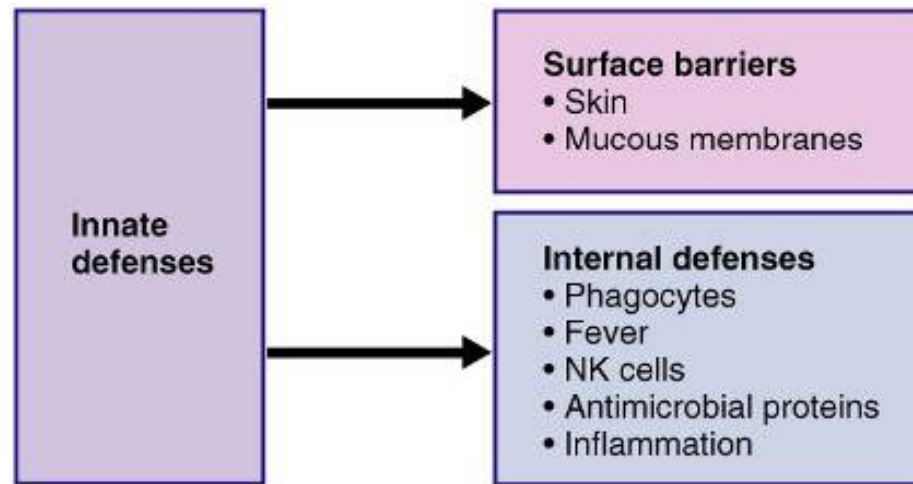 Innate
defenses
Surface barriers
• Skin
• Mucous membranes
Internal defenses
• Phagocytes
• Fever
• NK cells
• Antimicrobial proteins
• Inflammation